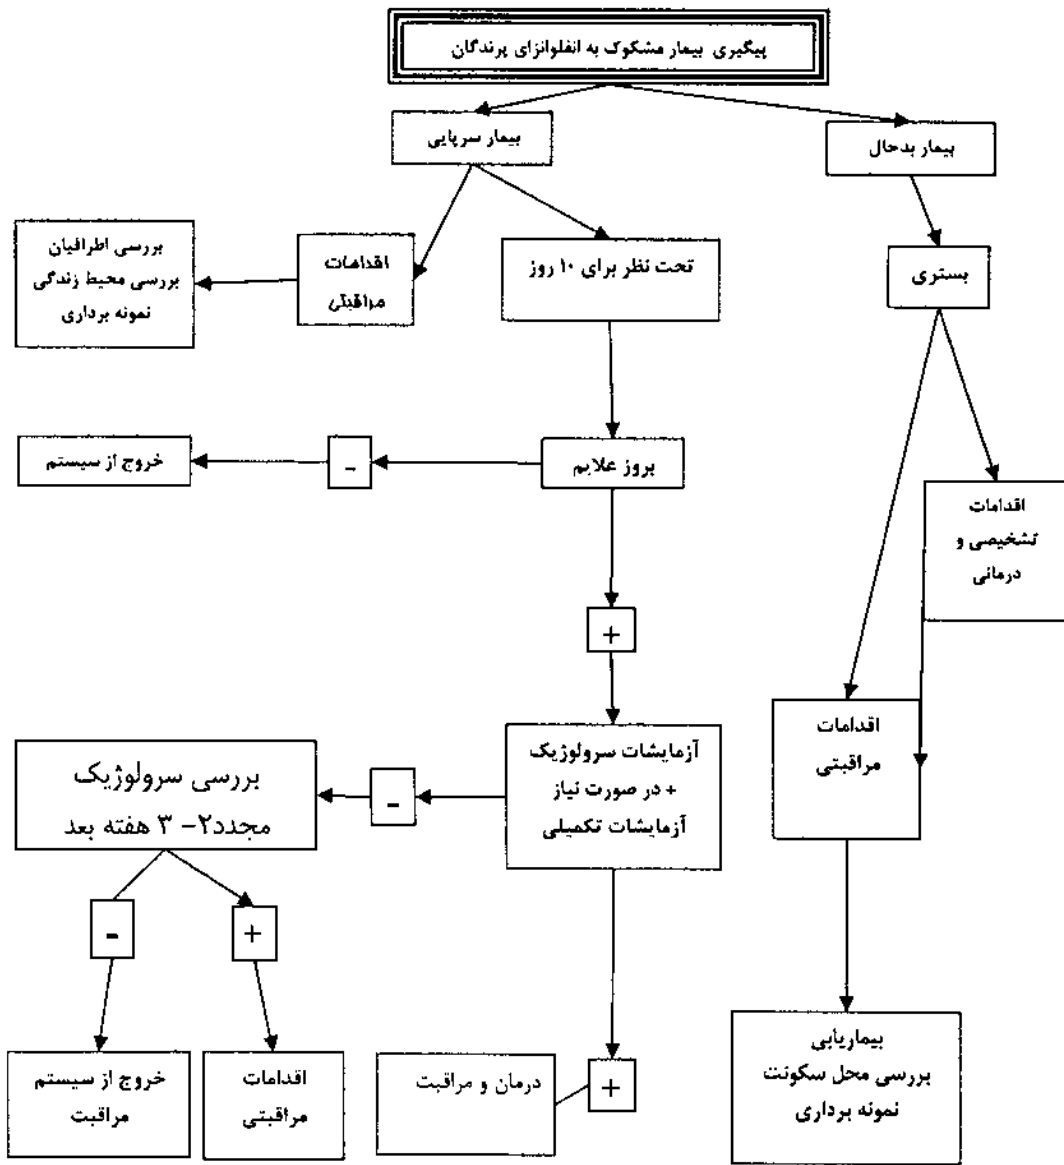 پیگیری بیمار مشکوک به انفلوانزای پرندگان
بیمار سرپایی
بیمار بدحال
بررسی اطرافیان
بررسی محیط زندگی
نمونه برداری
اقدامات
مراقبتی
تحت نظر برای ۱۰ روز
بستری
خروج از سیستم
-
بروز علایم
اقدامات
تشخیصی و
درمانی
+
اقدامات
مراقبتی
آزمایشات سرولوژیک
+ در صورت نیاز
آزمایشات تکمیلی
-
بررسی سرولوژیک
مجدد۲- ۳ هفته بعد
-
+
خروج از سیستم
مراقبت
اقدامات
مراقبتی
درمان و مراقبت
+
بیماریابی
بررسی محل سکونت
نمونه برداری